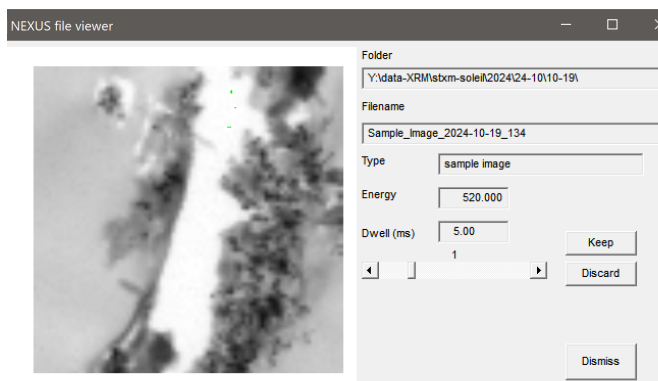 NEXUS file viewer
Folder
Y:\data-XRM\stxm-soleil\2024\24-10\10-19\
Filename
Sample_Image_2024-10-19_134
Type
sample image
Energy
520.000
Dwell (ms)
5.00
1
Keep
Discard
Dismiss